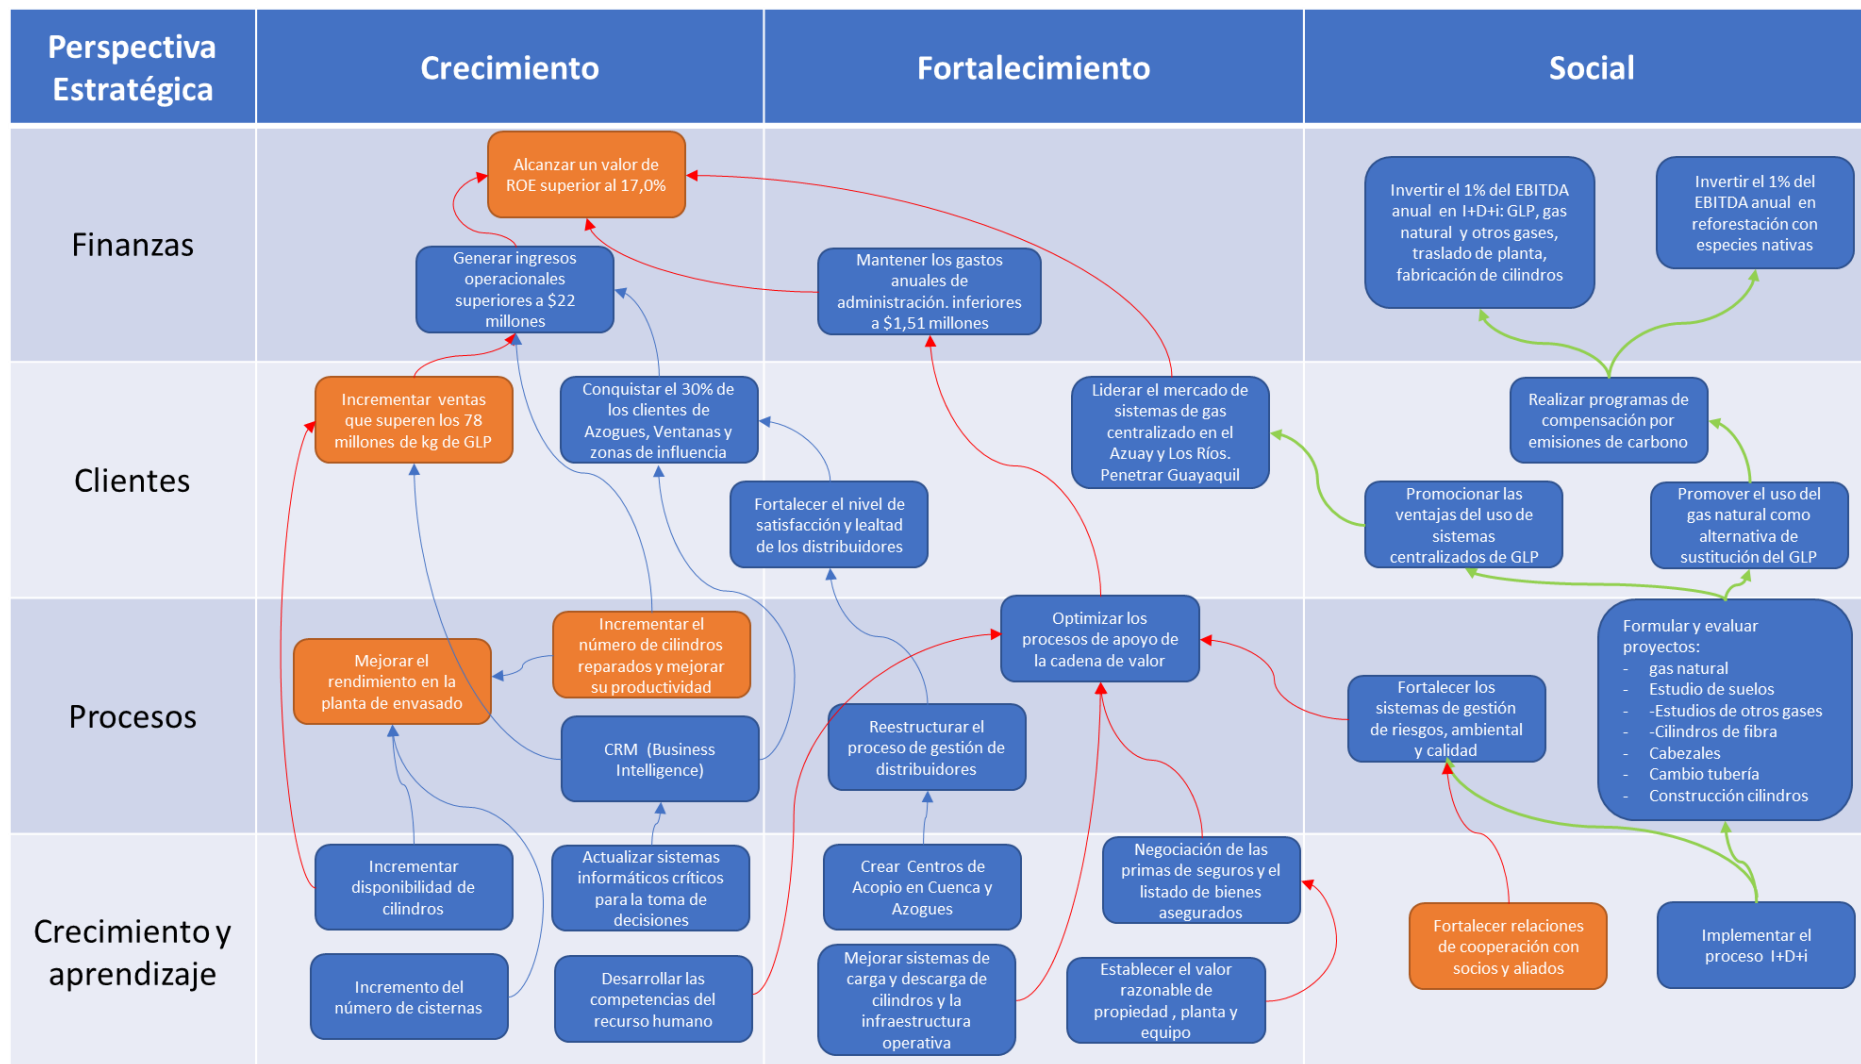 Perspectiva
Estratégica
Crecimiento
Fortalecimiento
Social
Finanzas
Alcanzar un valor de
ROE superior al 17,0%
Generar ingresos
operacionales
superiores a $22
millones
Mantener los gastos
anuales de
administración. inferiores
a $1,51 millones
Invertir el 1% del EBITDA
anual en I+D+i: GLP, gas
natural y otros gases,
traslado de planta,
fabricación de cilindros
Invertir el 1% del
EBITDA anual en
reforestación con
especies nativas
Clientes
Incrementar ventas
que superen los 78
millones de kg de GLP
Conquistar el 30% de
los clientes de
Azogues, Ventanas y
zonas de influencia
Fortalecer el nivel de
satisfacción y lealtad
de los distribuidores
Liderar el mercado de
sistemas de gas
centralizado en el
Azuay y Los Ríos.
Penetrar Guayaquil
Realizar programas de
compensación por
emisiones de carbono
Promocionar las
ventajas del uso de
sistemas
centralizados de GLP
Promover el uso del
gas natural como
alternativa de
sustitución del GLP
Procesos
Mejorar el
rendimiento en la
planta de envasado
Incrementar el
número de cilindros
reparados y mejorar
su productividad
CRM (Business
Intelligence)
Optimizar los
procesos de apoyo de
la cadena de valor
Reestructurar el
proceso de gestión de
distribuidores
Fortalecer los
sistemas de gestión
de riesgos, ambiental
y calidad
Formular y evaluar
proyectos:
- gas natural
- Estudio de suelos
- -Estudios de otros gases
- -Cilindros de fibra
- Cabezales
- Cambio tubería
- Construcción cilindros
Crecimiento y
aprendizaje
Incrementar
disponibilidad de
cilindros
Actualizar sistemas
informáticos críticos
para la toma de
decisiones
Crear Centros de
Acopio en Cuenca y
Azogues
Negociación de las
primas de seguros y el
listado de bienes
asegurados
Fortalecer relaciones
de cooperación con
socios y aliados
Implementar el
proceso I+D+i
Incremento del
número de cisternas
Desarrollar las
competencias del
recurso humano
Mejorar sistemas de
carga y descarga de
cilindros y la
infraestructura
operativa
Establecer el valor
razonable de
propiedad , planta y
equipo